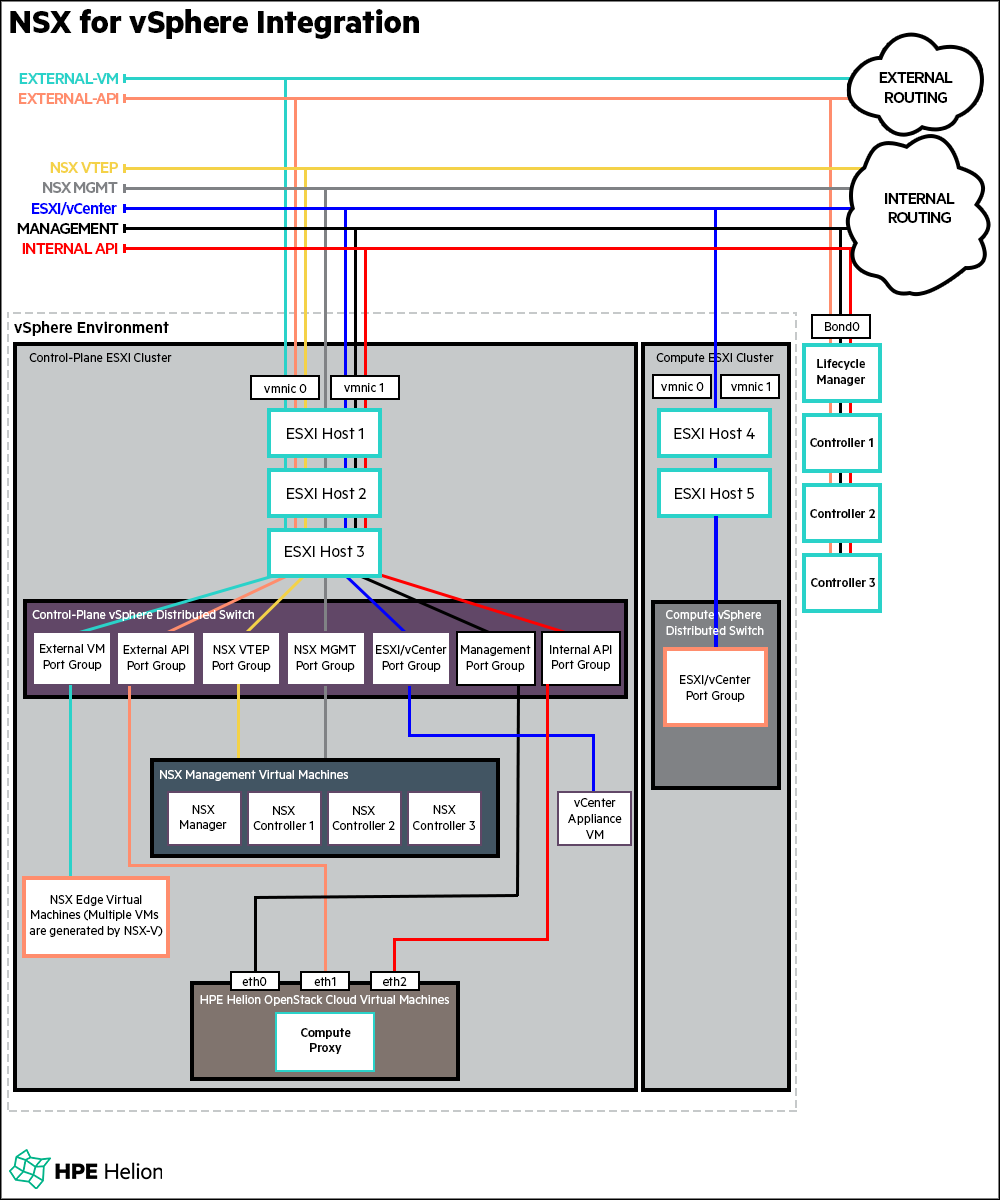 NSX for vSphere Integration
EXTERNAL-VM
EXTERNAL-API
EXTERNAL
ROUTING
NSX VTEP
NSX MGMT
ESXI/vCenter
MANAGEMENT
INTERNAL API
INTERNAL
ROUTING
vSphere Environment
Bond0
Control-Plane ESXI Cluster
Compute ESXI Cluster
Lifecycle
Manager
vmnic 0
vmnic 1
vmnic 0
vmnic 1
ESXI Host 1
ESXI Host 4
Controller 1
ESXI Host 2
ESXI Host 5
Controller 2
ESXI Host 3
Controller 3
Control-Plane vSphere Distributed Switch
Compute vSphere
Distributed Switch
External VM
Port Group
External API
Port Group
NSX VTEP
Port Group
NSX MGMT
Port Group
ESXI/vCenter
Port Group
Management
Port Group
Internal API
Port Group
ESXI/vCenter
Port Group
NSX Management Virtual Machines
NSX
Manager
NSX
Controller 1
NSX
Controller 2
NSX
Controller 3
vCenter
Appliance
VM
NSX Edge Virtual
Machines (Multiple VMs
are generated by NSX-V)
eth0
eth1
eth2
HPE Helion OpenStack Cloud Virtual Machines
Compute
Proxy
HPE Helion